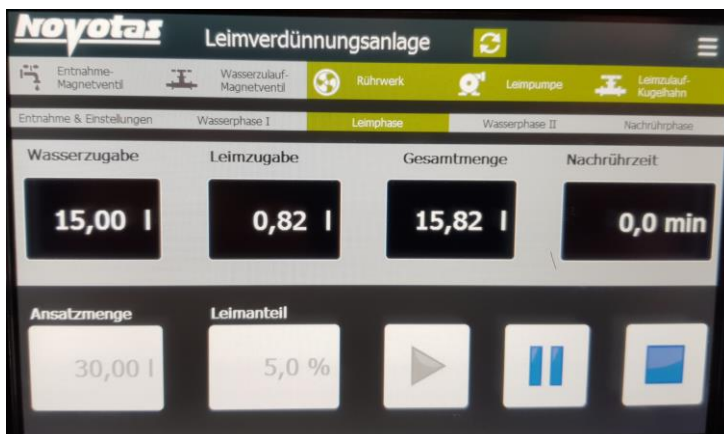 Novotas
Leimverdünnungsanlage
Entnahme-
Magnetventil
Wasserzulauf-
Magnetventil
Rührwerk
Leimpumpe
Leimzulauf-
Kugelhahn
Entnahme & Einstellungen
Wasserphase I
Leimphase
Wasserphase II
Nachrührphase
Wasserzugabe
Leimzugabe
Gesamtmenge
Nachrührzeit
15,00 l
0,82 l
15,82 l
0,0 min
Ansatzmenge
Leimanteil
30,00 l
5,0 %